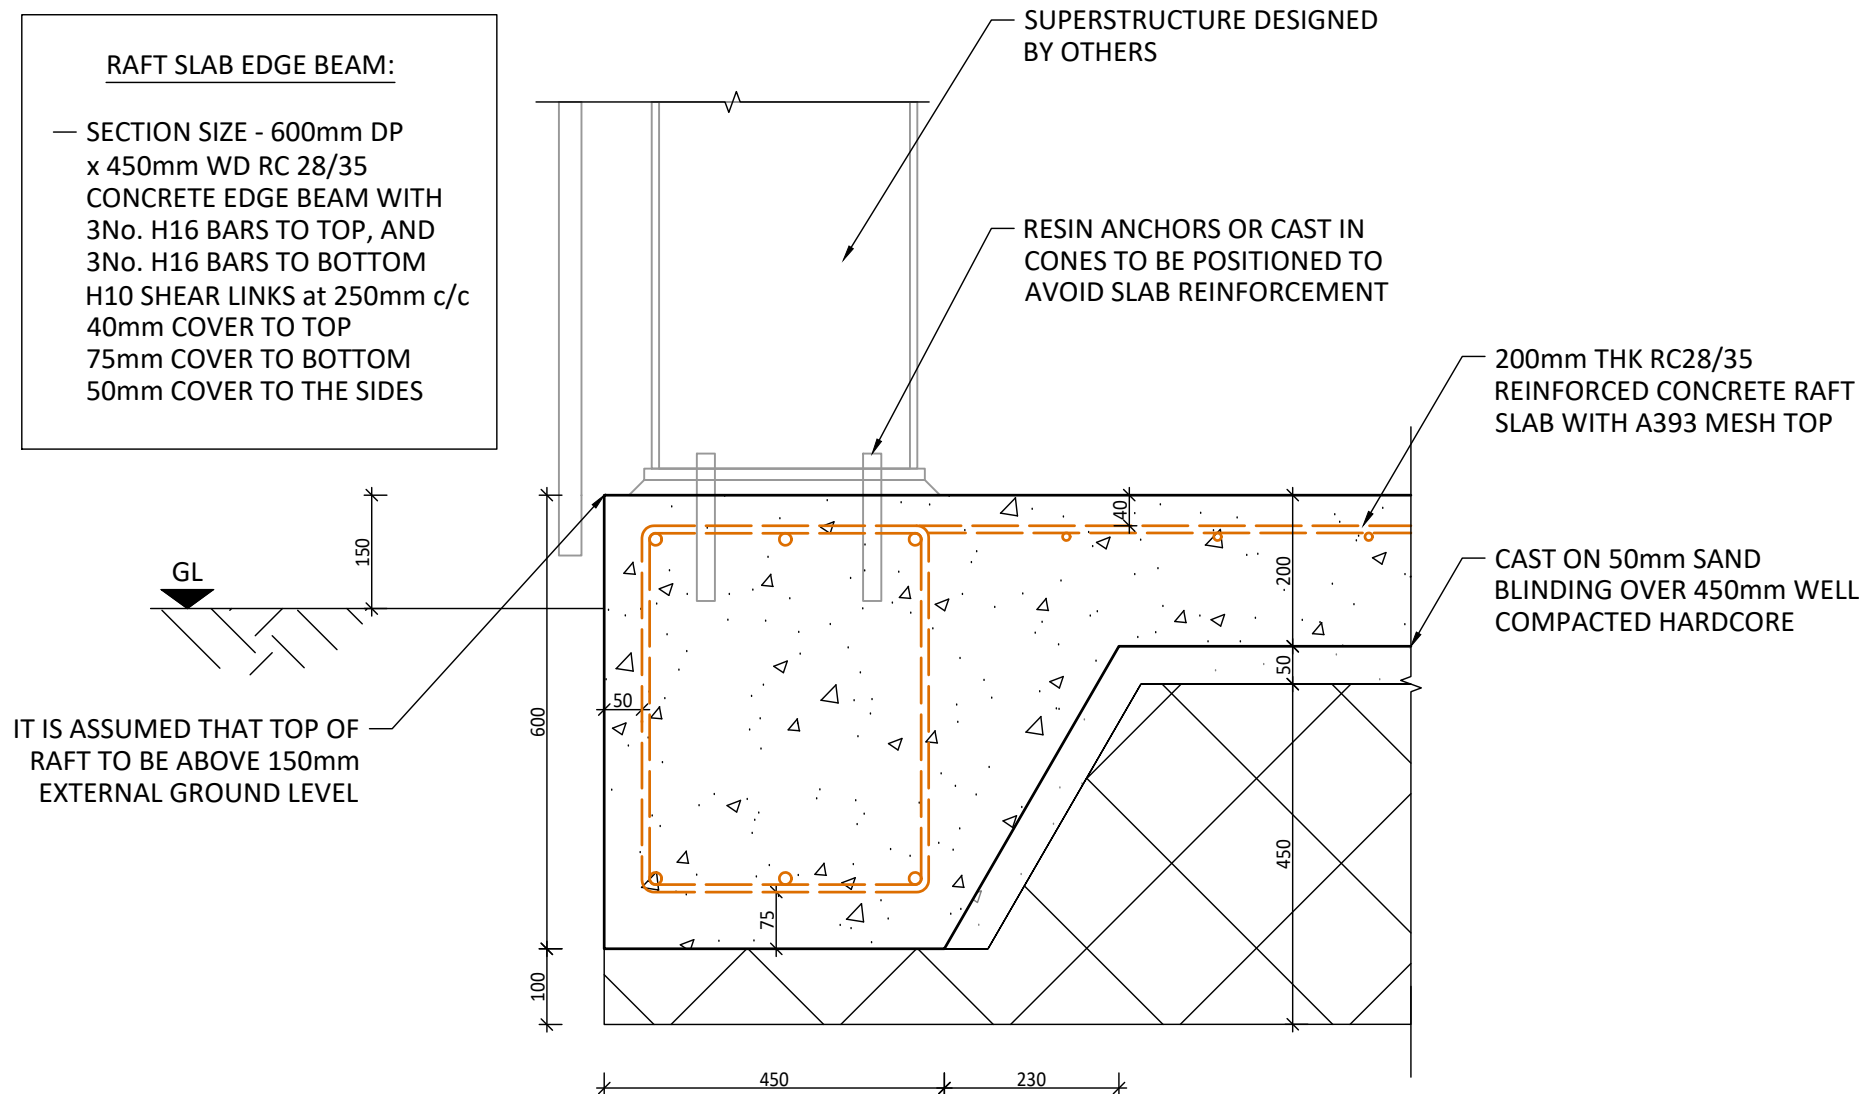 RAFT SLAB EDGE BEAM:
SECTION SIZE - 600mm DP
x 450mm WD RC 28/35
CONCRETE EDGE BEAM WITH
3No. H16 BARS TO TOP, AND
3No. H16 BARS TO BOTTOM
H10 SHEAR LINKS at 250mm c/c
40mm COVER TO TOP
75mm COVER TO BOTTOM
50mm COVER TO THE SIDES
SUPERSTRUCTURE DESIGNED
BY OTHERS
RESIN ANCHORS OR CAST IN
CONES TO BE POSITIONED TO
AVOID SLAB REINFORCEMENT
200mm THK RC28/35
REINFORCED CONCRETE RAFT
SLAB WITH A393 MESH TOP
CAST ON 50mm SAND
BLINDING OVER 450mm WELL
COMPACTED HARDCORE
GL
IT IS ASSUMED THAT TOP OF
RAFT TO BE ABOVE 150mm
EXTERNAL GROUND LEVEL
150
600
100
50
75
40
200
50
450
450
230